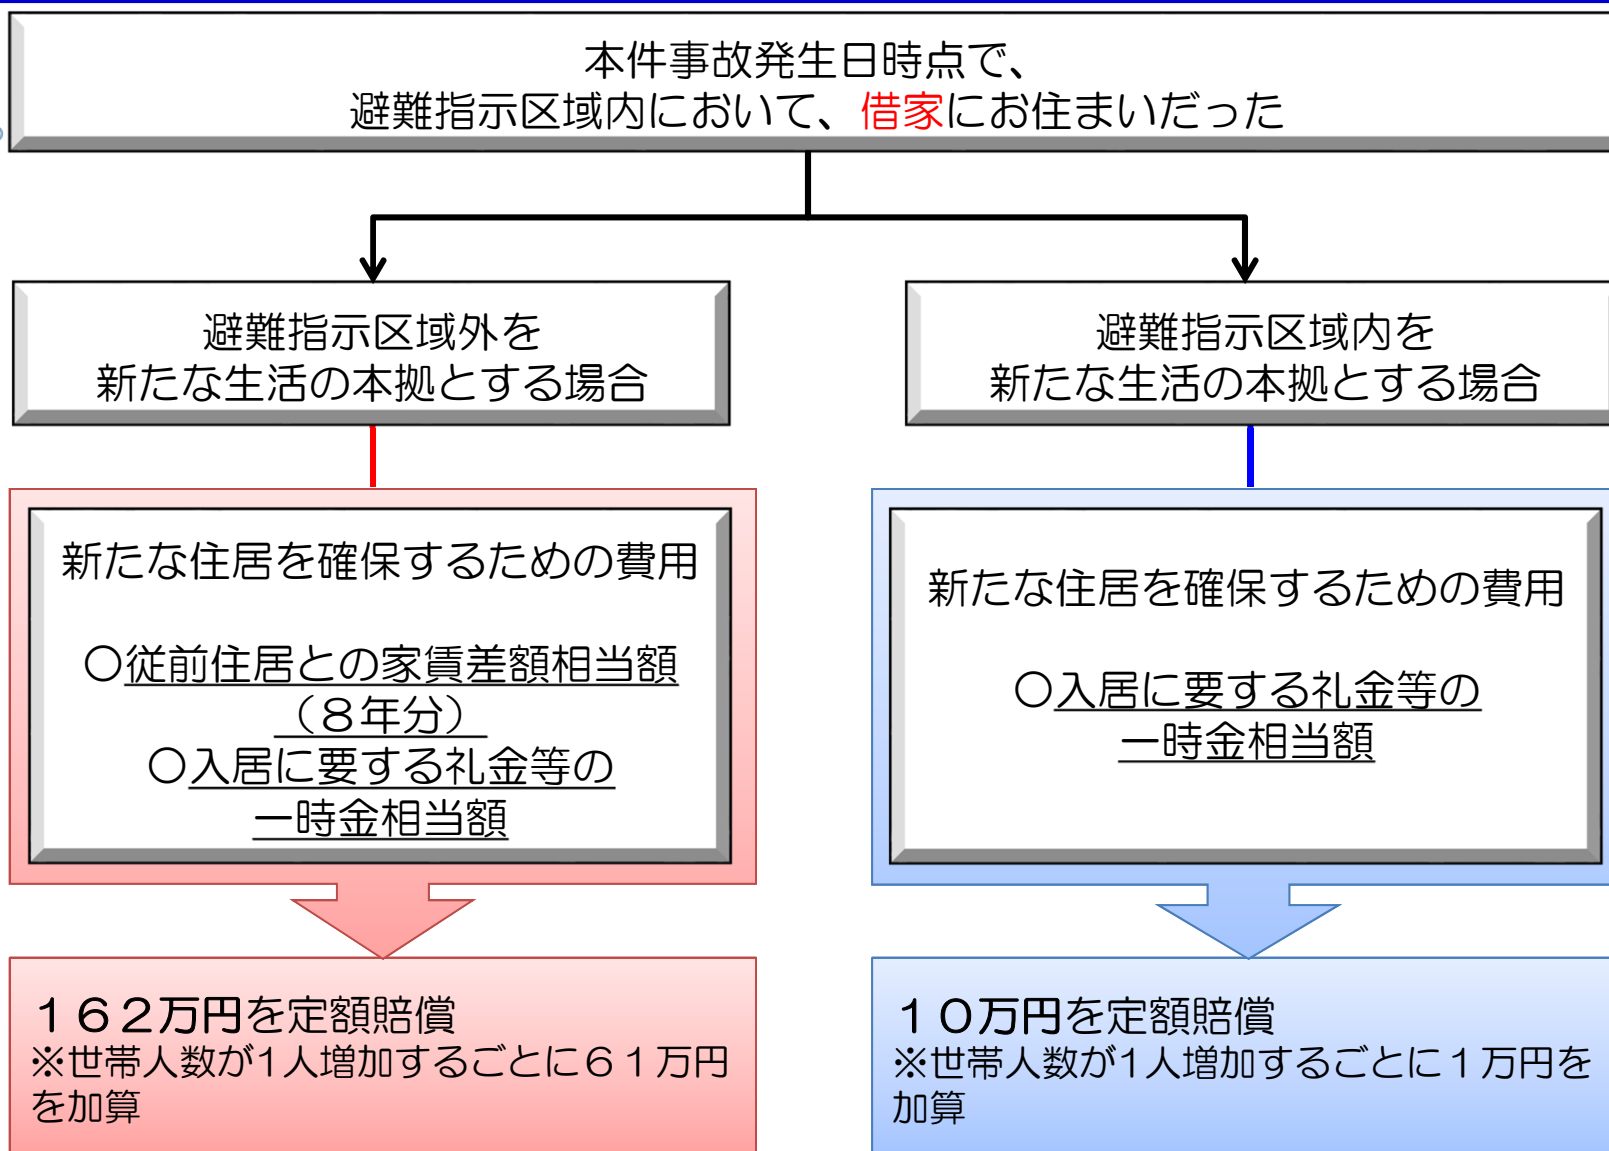 本件事故発生日時点で、
避難指示区域内において、借家にお住まいだった
避難指示区域外を
新たな生活の本拠とする場合
避難指示区域内を
新たな生活の本拠とする場合
新たな住居を確保するための費用
○従前住居との家賃差額相当額
（８年分）
○入居に要する礼金等の
一時金相当額
新たな住居を確保するための費用
○入居に要する礼金等の
一時金相当額
１６２万円を定額賠償
※世帯人数が1人増加するごとに６１万円
を加算
１０万円を定額賠償
※世帯人数が1人増加するごとに１万円を
加算